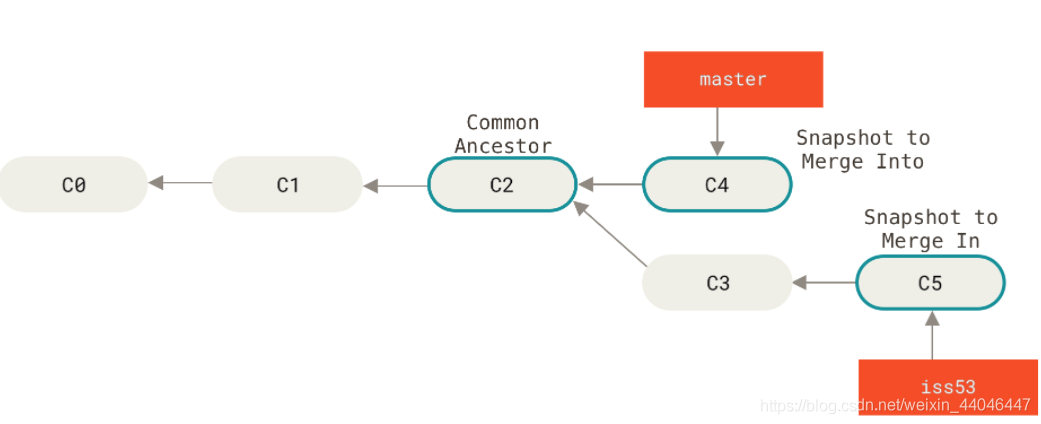 master
Common
Ancestor
Snapshot to
Merge Into
C0
C1
C2
C4
Snapshot to
Merge In
C3
C5
iss53
https://blog.csdn.net/weixin_44046447